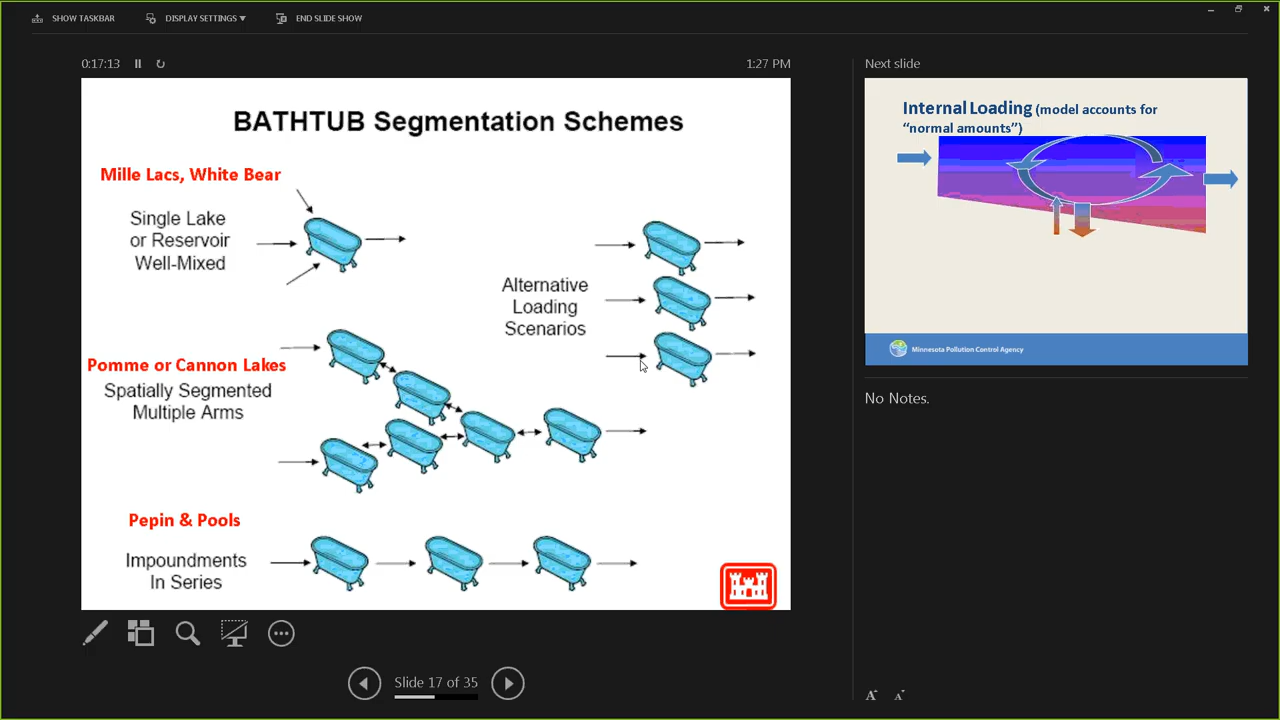 SHOW TASKBAR
DISPLAY SETTINGS
END SLIDE SHOW
0:17:13
1:27 PM
BATHTUB Segmentation Schemes
Mille Lacs, White Bear
Single Lake
or Reservoir
Well-Mixed
Alternative
Loading
Scenarios
Pomme or Cannon Lakes
Spatially Segmented
Multiple Arms
Pepin & Pools
Impoundments
In Series
Slide 17 of 35
Next slide
Internal Loading (model accounts for
“normal amounts”)
Minnesota Pollution Control Agency
No Notes.
A A